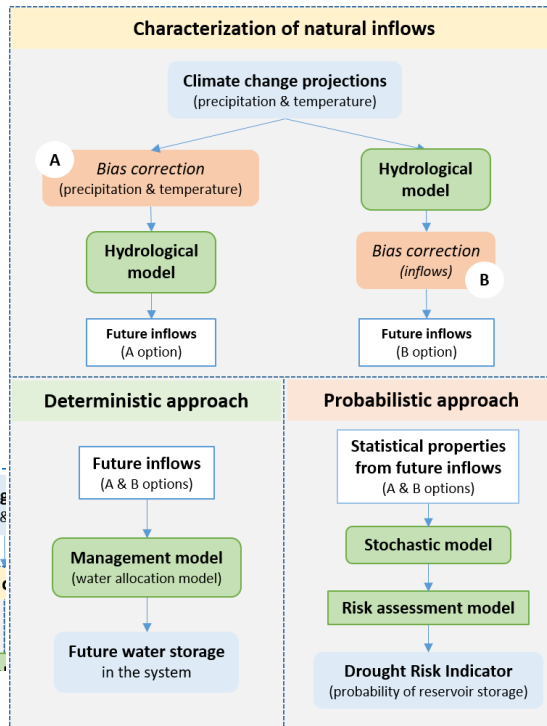 Characterization of natural inflows
Climate change projections
(precipitation & temperature)
A
Bias correction
(precipitation & temperature)
Hydrological
model
Hydrological
model
Bias correction
(inflows)
B
Future inflows
(A option)
Future inflows
(B option)
Deterministic approach
Future inflows
(A & B options)
Management model
(water allocation model)
Future water storage
in the system
Probabilistic approach
Statistical properties
from future inflows
(A & B options)
Stochastic model
Risk assessment model
Drought Risk Indicator
(probability of reservoir storage)